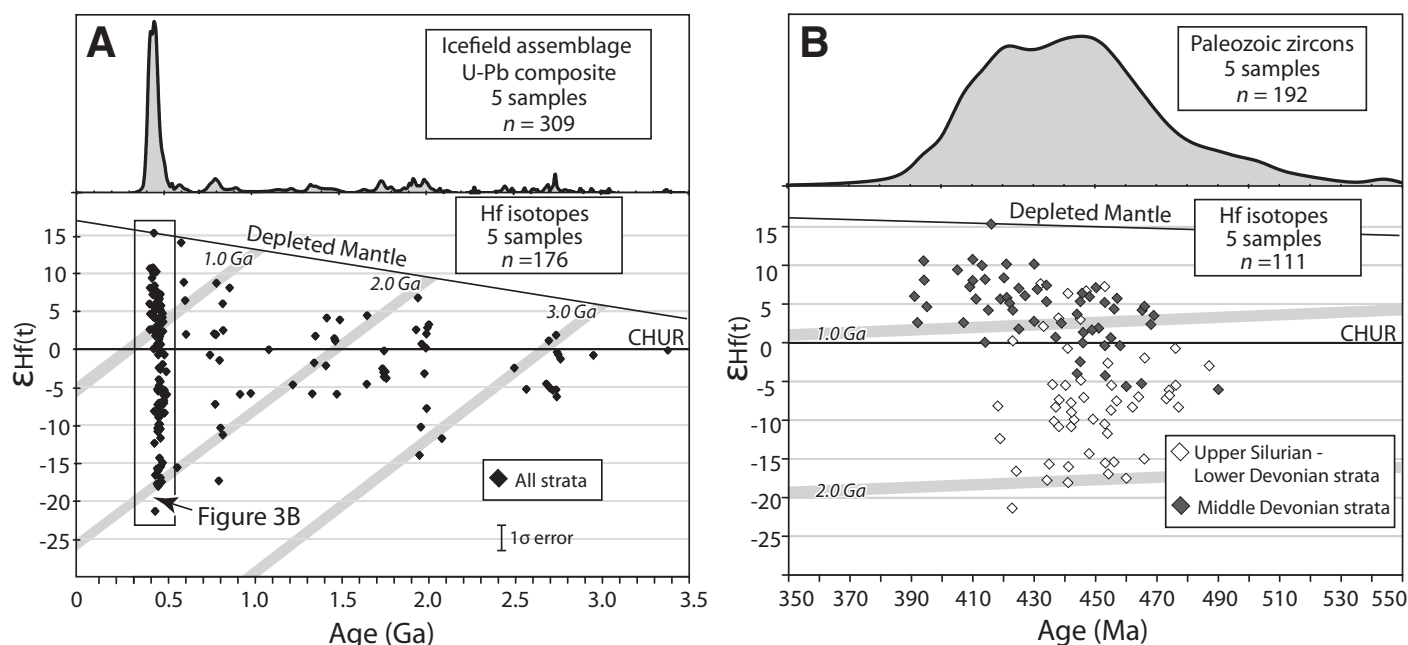 A
Icefield assemblage
U-Pb composite
5 samples
n = 309
Hf isotopes
5 samples
n =176
Depleted Mantle
1.0 Ga
2.0 Ga
3.0 Ga
CHUR
15
10
5
0
-5
-10
-15
-20
-25
εHf(t)
All strata
Figure 3B
1σ error
0 0.5 1.0 1.5 2.0 2.5 3.0 3.5
Age (Ga)
B
Paleozoic zircons
5 samples
n = 192
Depleted Mantle
Hf isotopes
5 samples
n =111
15
10
5
0
-5
-10
-15
-20
-25
εHf(t)
1.0 Ga
CHUR
2.0 Ga
Upper Silurian -
Lower Devonian strata
Middle Devonian strata
350 370 390 410 430 450 470 490 510 530 550
Age (Ma)